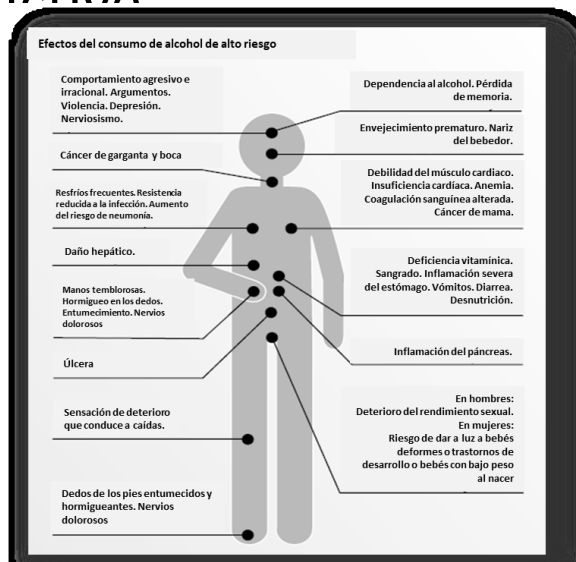 Efectos del consumo de alcohol de alto riesgo
Comportamiento agresivo e
irracional. Argumentos.
Violencia. Depresión.
Nerviosismo.
Cáncer de garganta y boca
Resfríos frecuentes. Resistencia
reducida a la infección. Aumento
del riesgo de neumonía.
Daño hepático.
Manos temblorosas.
Hormigueo en los dedos.
Entumecimiento. Nervios
dolorosos
Úlcera
Sensación de deterioro
que conduce a caídas.
Dedos de los pies entumecidos y
hormigueantes. Nervios
dolorosos
Dependencia al alcohol. Pérdida
de memoria.
Envejecimiento prematuro. Nariz
del bebedor.
Debilidad del músculo cardiaco.
Insuficiencia cardíaca. Anemia.
Coagulación sanguínea alterada.
Cáncer de mama.
Deficiencia vitamínica.
Sangrado. Inflamación severa
del estómago. Vómitos. Diarrea.
Desnutrición.
Inflamación del páncreas.
En hombres:
Deterioro del rendimiento sexual.
En mujeres:
Riesgo de dar a luz a bebés
deformes o trastornos de
desarrollo o bebés con bajo peso
al nacer